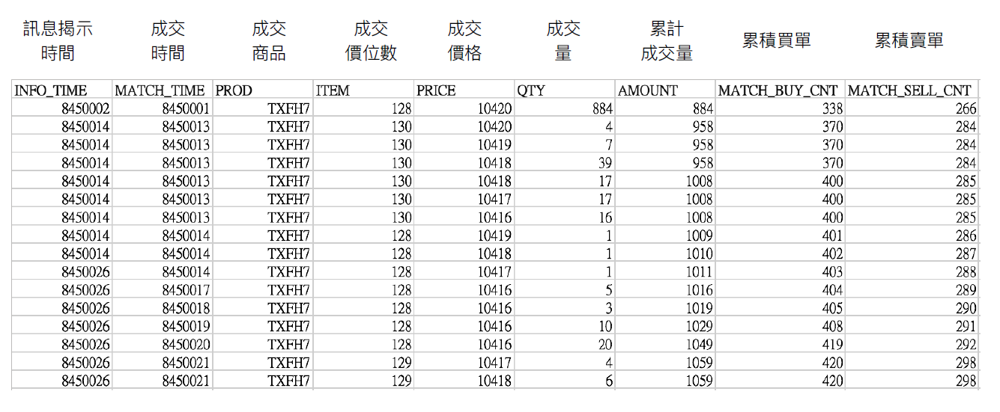 訊息揭示 成交 成交 成交 成交 成交 累計 累積買單 累積賣單
時間 時間 商品 價位數 價格 量 成交量
INFO_TIME MATCH_TIME PROD ITEM PRICE QTY AMOUNT MATCH_BUY_CNT MATCH_SELL_CNT
8450002 8450001 TXFH7 128 10420 884 884 338 266
8450014 8450013 TXFH7 130 10420 4 958 370 284
8450014 8450013 TXFH7 130 10419 7 958 370 284
8450014 8450013 TXFH7 130 10418 39 958 370 284
8450014 8450013 TXFH7 130 10418 17 1008 400 285
8450014 8450013 TXFH7 130 10417 17 1008 400 285
8450014 8450013 TXFH7 130 10416 16 1008 400 285
8450014 8450014 TXFH7 128 10419 1 1009 401 286
8450014 8450014 TXFH7 128 10418 1 1010 402 287
8450026 8450014 TXFH7 128 10417 1 1011 403 288
8450026 8450017 TXFH7 128 10416 5 1016 404 289
8450026 8450018 TXFH7 128 10416 3 1019 405 290
8450026 8450019 TXFH7 128 10416 10 1029 408 291
8450026 8450020 TXFH7 128 10416 20 1049 419 292
8450026 8450021 TXFH7 129 10417 4 1059 420 298
8450026 8450021 TXFH7 129 10418 6 1059 420 298